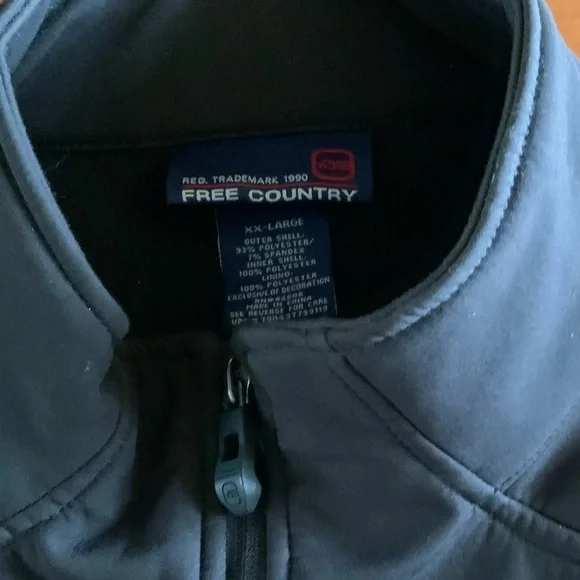 REG. TRADEMARK 1990
FREE COUNTRY
XX-LARGE
OUTER SHELL:
93% POLYESTER/
7% SPANDEX
INNER SHELL:
100% POLYESTER
LINING:
100% POLYESTER
EXCLUSIVE OF DECORATION
MADE IN CHINA
SEE REVERSE FOR CARE